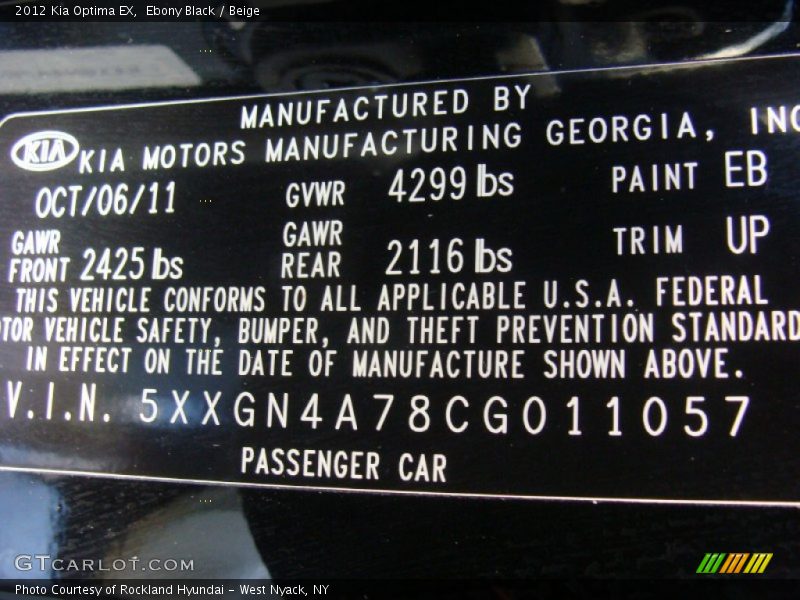 2012 Kia Optima EX, Ebony Black / Beige
MANUFACTURED BY
KIA KIA MOTORS MANUFACTURING GEORGIA, INC
OCT/06/11 GVWR 4299 lbs PAINT EB
GAWR FRONT 2425 lbs GAWR REAR 2116 lbs TRIM UP
THIS VEHICLE CONFORMS TO ALL APPLICABLE U.S.A. FEDERAL
OTOR VEHICLE SAFETY, BUMPER, AND THEFT PREVENTION STANDARD
IN EFFECT ON THE DATE OF MANUFACTURE SHOWN ABOVE.
V.I.N. 5XXGN4A78CG011057
PASSENGER CAR
GTCARLOT.COM
Photo Courtesy of Rockland Hyundai - West Nyack, NY